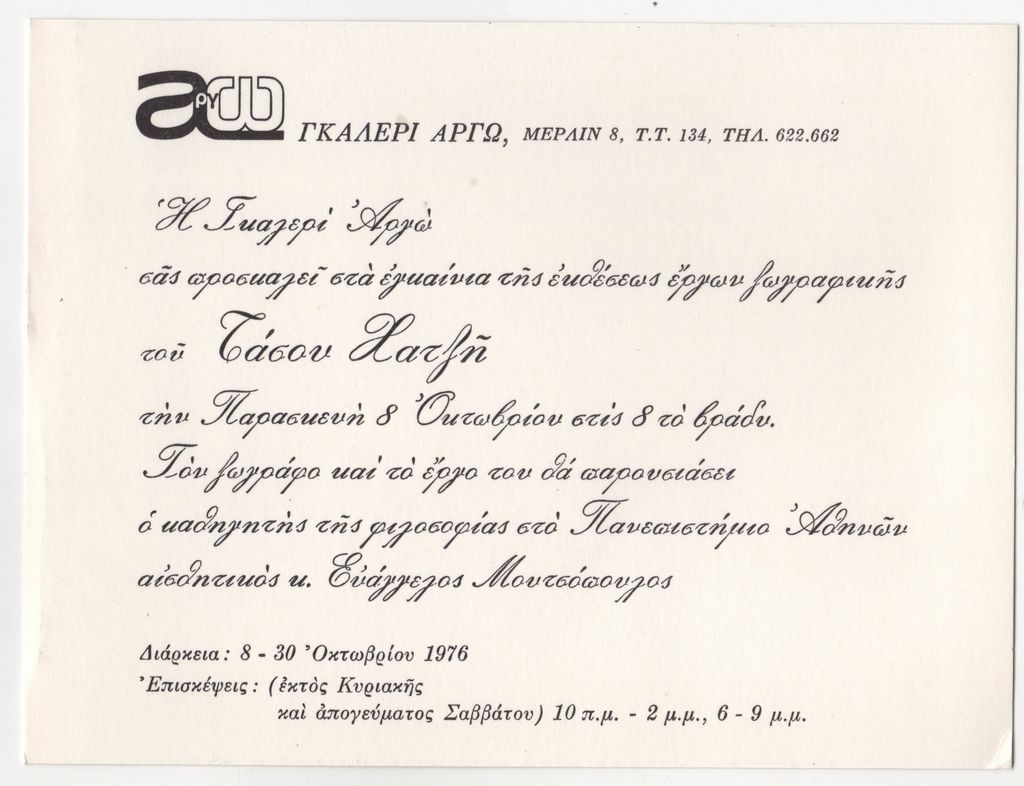 αργω ΓΚΑΛΕΡΙ ΑΡΓΩ, ΜΕΡΛΙΝ 8, Τ.Τ. 134, ΤΗΛ. 622.662
Ἡ Γκαλερί Ἀργώ
σᾶς προσκαλεῖ στὰ ἐγκαίνια τῆς ἐκθέσεως ἔργων ζωγραφικῆς
τοῦ Τάσου Χατζῆ
τὴν Παρασκευὴ 8 Ὀκτωβρίου στὶς 8 τὸ βράδυ.
Τὸν ζωγράφο καὶ τὸ ἔργο του θὰ παρουσιάσει
ὁ καθηγητὴς τῆς φιλοσοφίας στὸ Πανεπιστήμιο Ἀθηνῶν
αἰσθητικὸς κ. Εὐάγγελος Μουτσόπουλος
Διάρκεια: 8 - 30 Ὀκτωβρίου 1976
Ἐπισκέψεις: (ἐκτὸς Κυριακῆς
καὶ ἀπογεύματος Σαββάτου) 10 π.μ. - 2 μ.μ., 6 - 9 μ.μ.